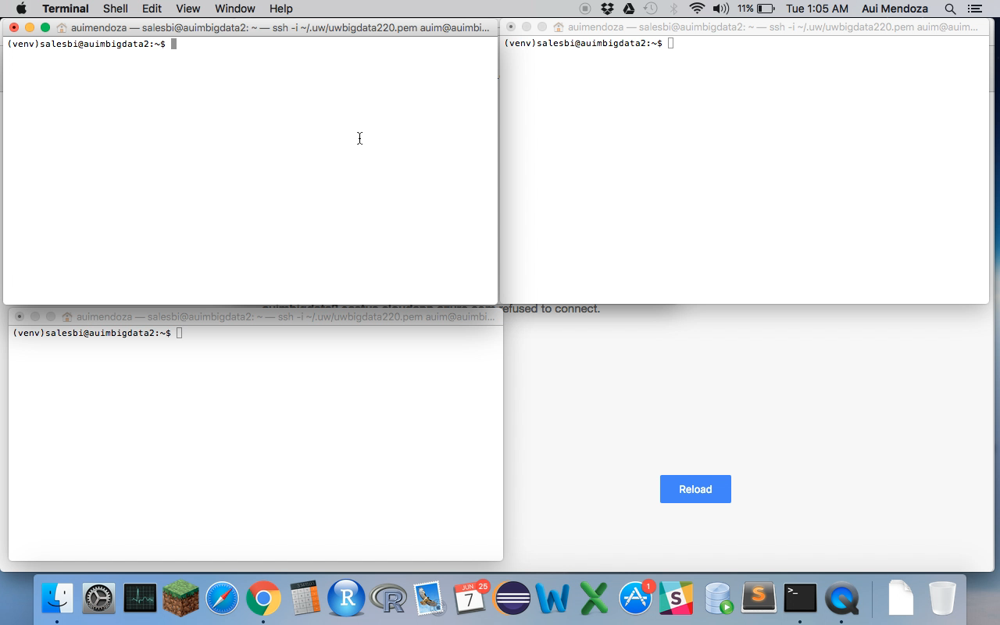 Terminal Shell Edit View Window Help 11% Tue 1:05 AM Aui Mendoza
auimendoza — salesbi@auimbigdata2: ~ — ssh -i ~/.uw/uwbigdata220.pem auim@auimbi...
(venv)salesbi@auimbigdata2:~$
auimendoza — salesbi@auimbigdata2: ~ — ssh -i ~/.uw/uwbigdata220.pem auim@auim...
(venv)salesbi@auimbigdata2:~$
refused to connect.
auimendoza — salesbi@auimbigdata2: ~ — ssh -i ~/.uw/uwbigdata220.pem auim@auimbi...
(venv)salesbi@auimbigdata2:~$
Reload
JUN 25
7
1